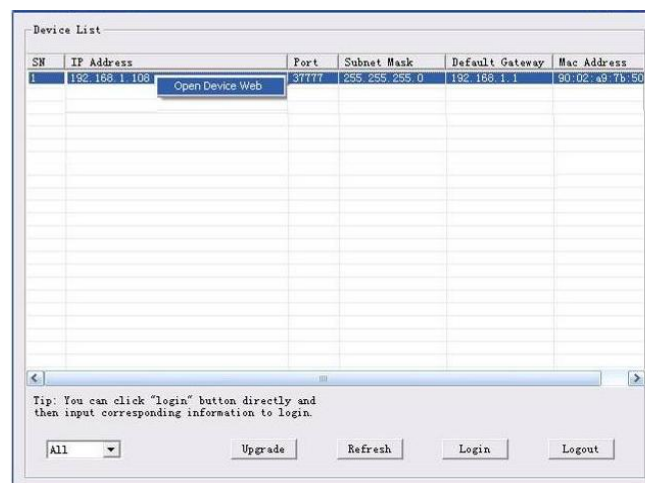 Device List
SN IP Address Port Subnet Mask Default Gateway Mac Address
1 192.168.1.108 37777 255.255.255.0 192.168.1.1 90:02:a9:7b:50
Open Device Web
Tip: You can click "login" button directly and
then input corresponding information to login.
All Upgrade Refresh Login Logout